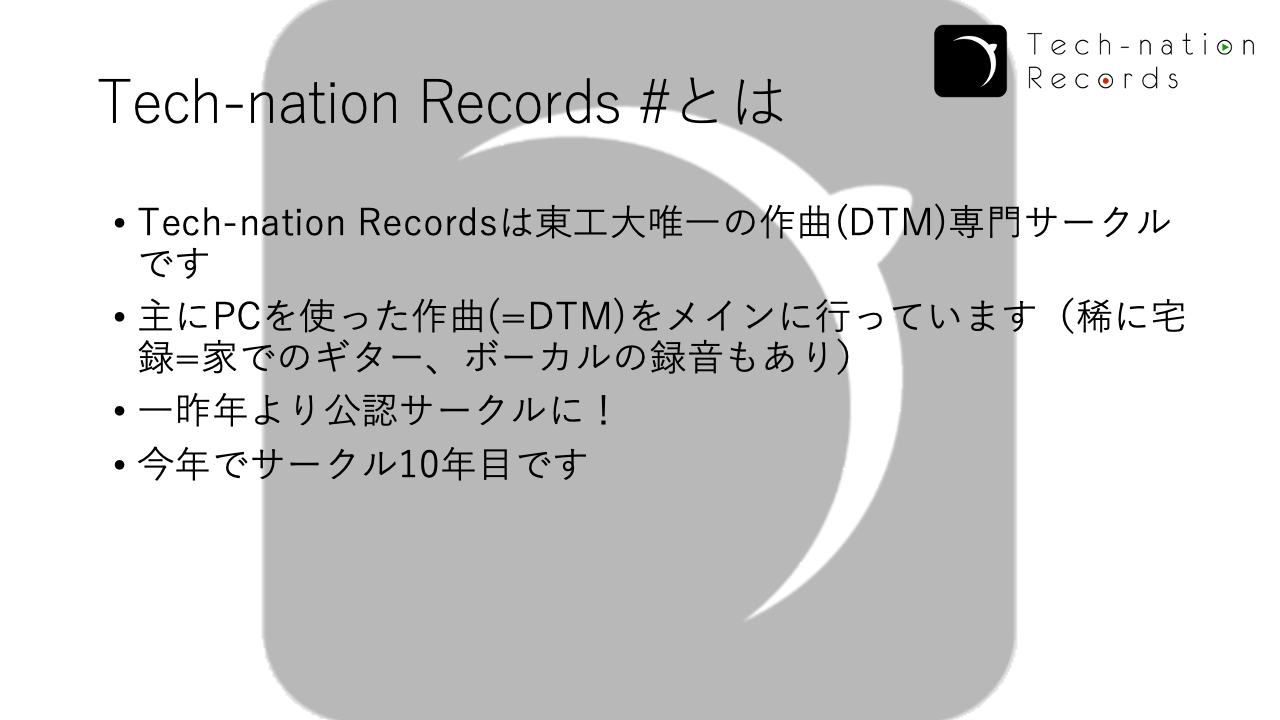 Tech-nation
Records
Tech-nation Records #とは
• Tech-nation Recordsは東工大唯一の作曲(DTM)専門サークル
です
• 主にPCを使った作曲(=DTM)をメインに行っています（稀に宅
録=家でのギター、ボーカルの録音もあり）
• 一昨年より公認サークルに！
• 今年でサークル10年目です